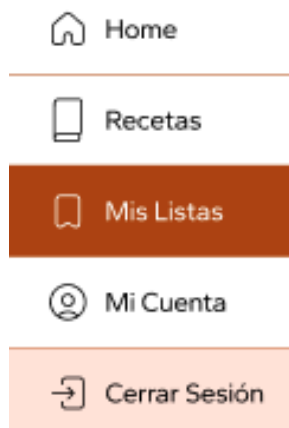 Home
Recetas
Mis Listas
Mi Cuenta
Cerrar Sesión